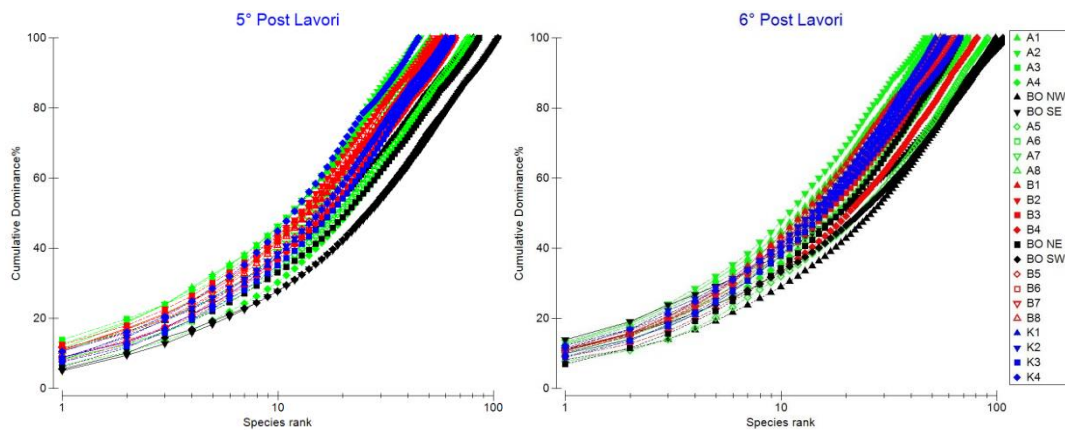 5° Post Lavori
100
80
60
40
20
0
Cumulative Dominance%
1
10
100
Species rank
6° Post Lavori
100
80
60
40
20
0
Cumulative Dominance%
1
10
100
Species rank
A1
A2
A3
A4
BO NW
BO SE
A5
A6
A7
A8
B1
B2
B3
B4
BO NE
BO SW
B5
B6
B7
B8
K1
K2
K3
K4